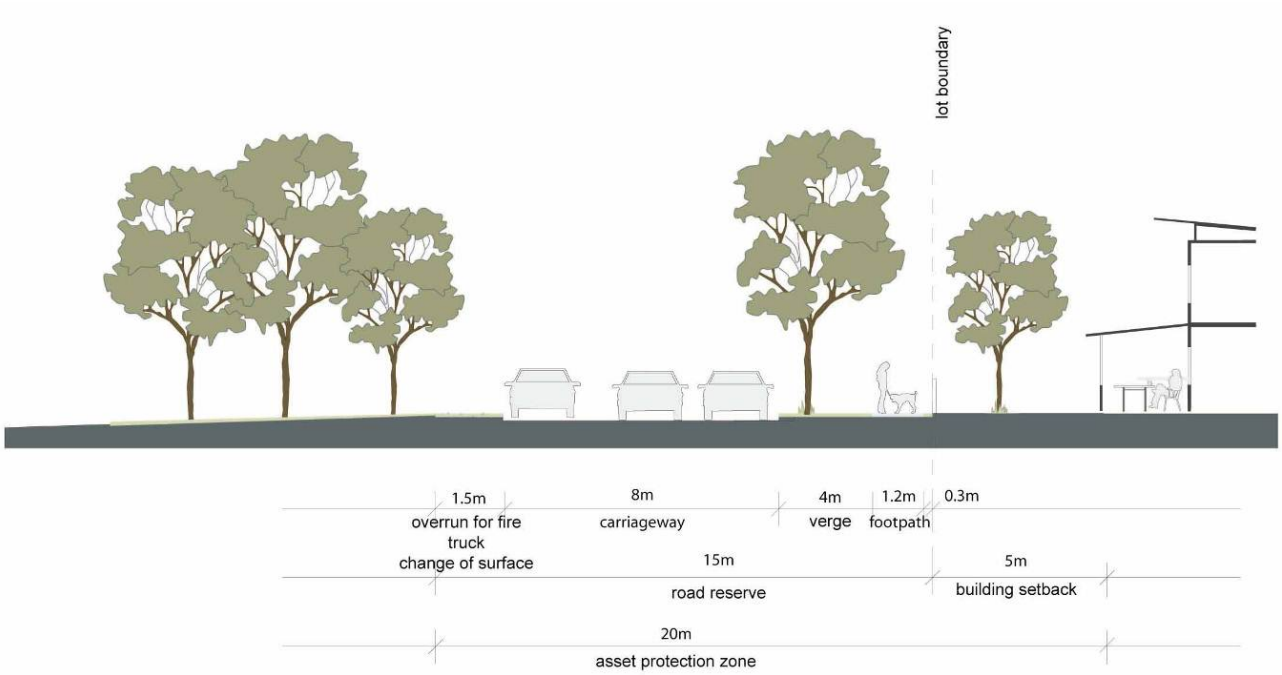 lot boundary
1.5m
8m
4m
1.2m
0.3m
overrun for fire
truck
change of surface
carriageway
verge
footpath
15m
5m
road reserve
building setback
20m
asset protection zone